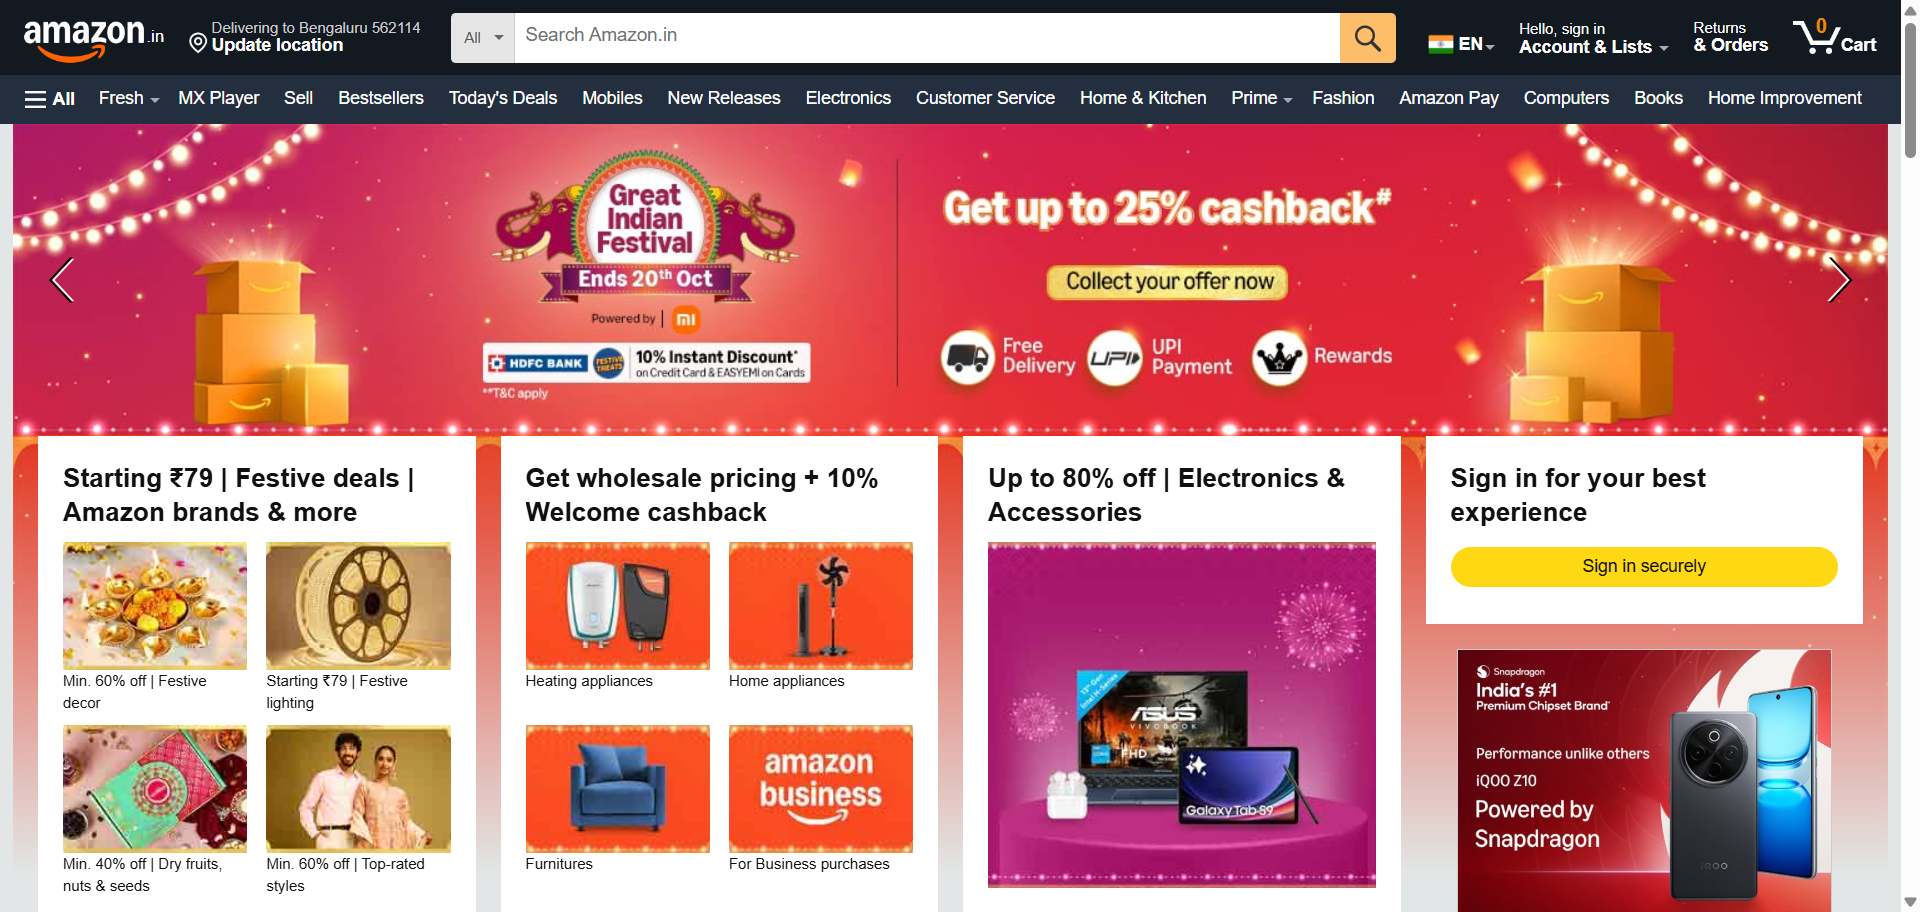 amazon.in
Delivering to Bengaluru 562114
Update location
All
Search Amazon.in
EN
Hello, sign in
Account & Lists
Returns
& Orders
0
Cart
All
Fresh
MX Player
Sell
Bestsellers
Today's Deals
Mobiles
New Releases
Electronics
Customer Service
Home & Kitchen
Prime
Fashion
Amazon Pay
Computers
Books
Home Improvement
Great
Indian
Festival
Ends 20th Oct
Powered by | mi
HDFC BANK
FESTIVE
TREATS
10% Instant Discount*
on Credit Card & EASYEMI on Cards
**T&C apply
Get up to 25% cashback#
Collect your offer now
Free
Delivery
UPI
UPI
Payment
Rewards
Starting ₹79 | Festive deals |
Amazon brands & more
Min. 60% off | Festive
decor
Starting ₹79 | Festive
lighting
Min. 40% off | Dry fruits,
nuts & seeds
Min. 60% off | Top-rated
styles
Get wholesale pricing + 10%
Welcome cashback
Heating appliances
Home appliances
Furnitures
amazon
business
For Business purchases
Up to 80% off | Electronics &
Accessories
13th Gen
Intel H-Series
ASUS
VIVOBOOK
FHD
Galaxy Tab S9
Sign in for your best
experience
Sign in securely
Snapdragon
India's #1
Premium Chipset Brand*
Performance unlike others
iQOO Z10
Powered by
Snapdragon
iQOO